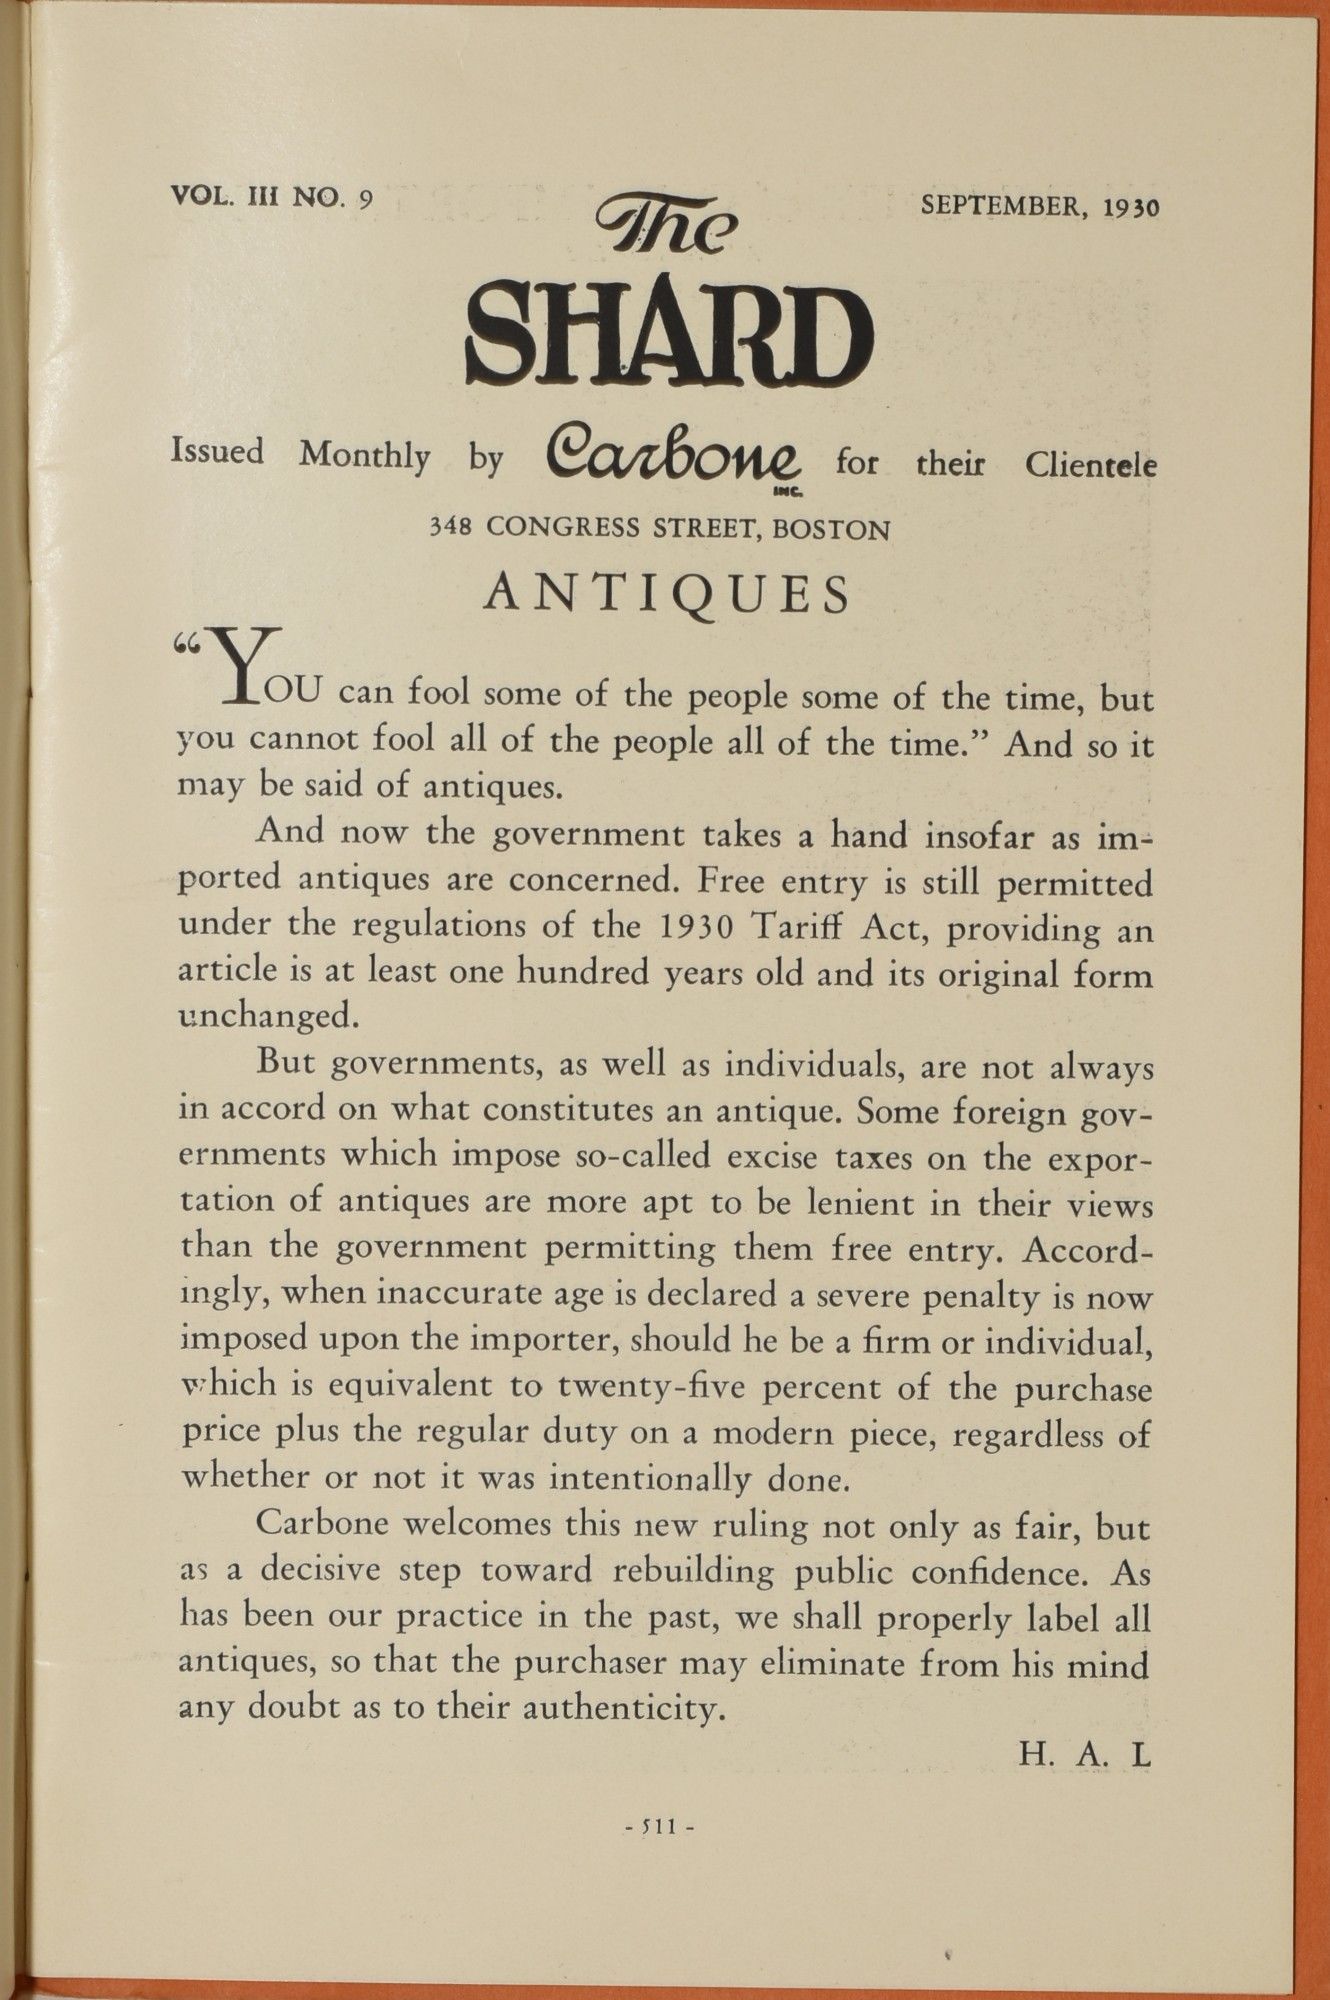 VOL. III NO. 9
SEPTEMBER, 1930
The
SHARD
Issued Monthly by Carbone INC. for their Clientele
348 CONGRESS STREET, BOSTON
ANTIQUES
“YOU can fool some of the people some of the time, but
you cannot fool all of the people all of the time.” And so it
may be said of antiques.
And now the government takes a hand insofar as im-
ported antiques are concerned. Free entry is still permitted
under the regulations of the 1930 Tariff Act, providing an
article is at least one hundred years old and its original form
unchanged.
But governments, as well as individuals, are not always
in accord on what constitutes an antique. Some foreign gov-
ernments which impose so-called excise taxes on the expor-
tation of antiques are more apt to be lenient in their views
than the government permitting them free entry. Accord-
ingly, when inaccurate age is declared a severe penalty is now
imposed upon the importer, should he be a firm or individual,
which is equivalent to twenty-five percent of the purchase
price plus the regular duty on a modern piece, regardless of
whether or not it was intentionally done.
Carbone welcomes this new ruling not only as fair, but
as a decisive step toward rebuilding public confidence. As
has been our practice in the past, we shall properly label all
antiques, so that the purchaser may eliminate from his mind
any doubt as to their authenticity.
H. A. L
- 511 -